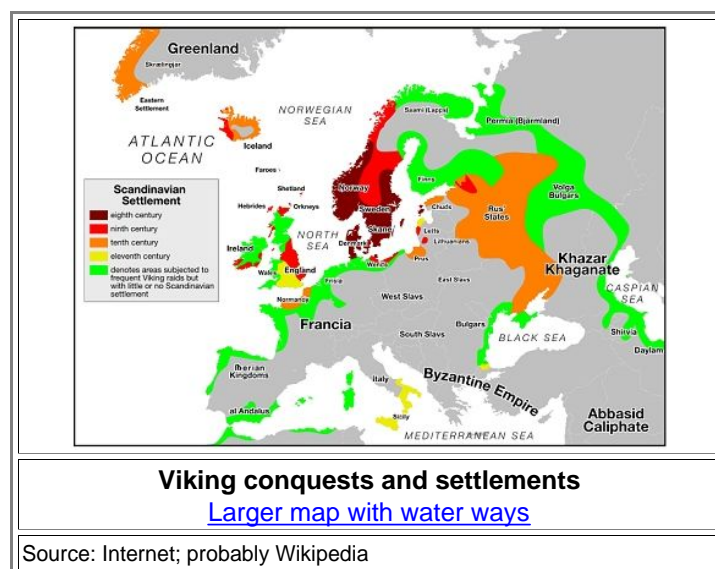 Greenland
Skrælingjar
Eastern
Settlement
NORWEGIAN
SEA
ATLANTIC
OCEAN
Iceland
Faroes
Shetland
Hebrides
Orkneys
Saami (Lapps)
Permia (Bjarmland)
Finns
Norway
Sweden
Skåne
Denmark
Volga
Bulgars
Chuds
Rus'
States
Letts
Lithuanians
Prus
Wends
NORTH
SEA
Ireland
Wales
England
Frisia
Normandy
East Slavs
West Slavs
South Slavs
Francia
Bulgars
Khazar
Khaganate
CASPIAN
SEA
Shirvia
Daylam
BLACK SEA
Iberian
Kingdoms
al Andalus
Italy
Sicily
Byzantine Empire
Abbasid
Caliphate
MEDITERRANEAN SEA
Scandinavian
Settlement
eighth century
ninth century
tenth century
eleventh century
denotes areas subjected to
frequent Viking raids but
with little or no Scandinavian
settlement
Viking conquests and settlements
Larger map with water ways
Source: Internet; probably Wikipedia